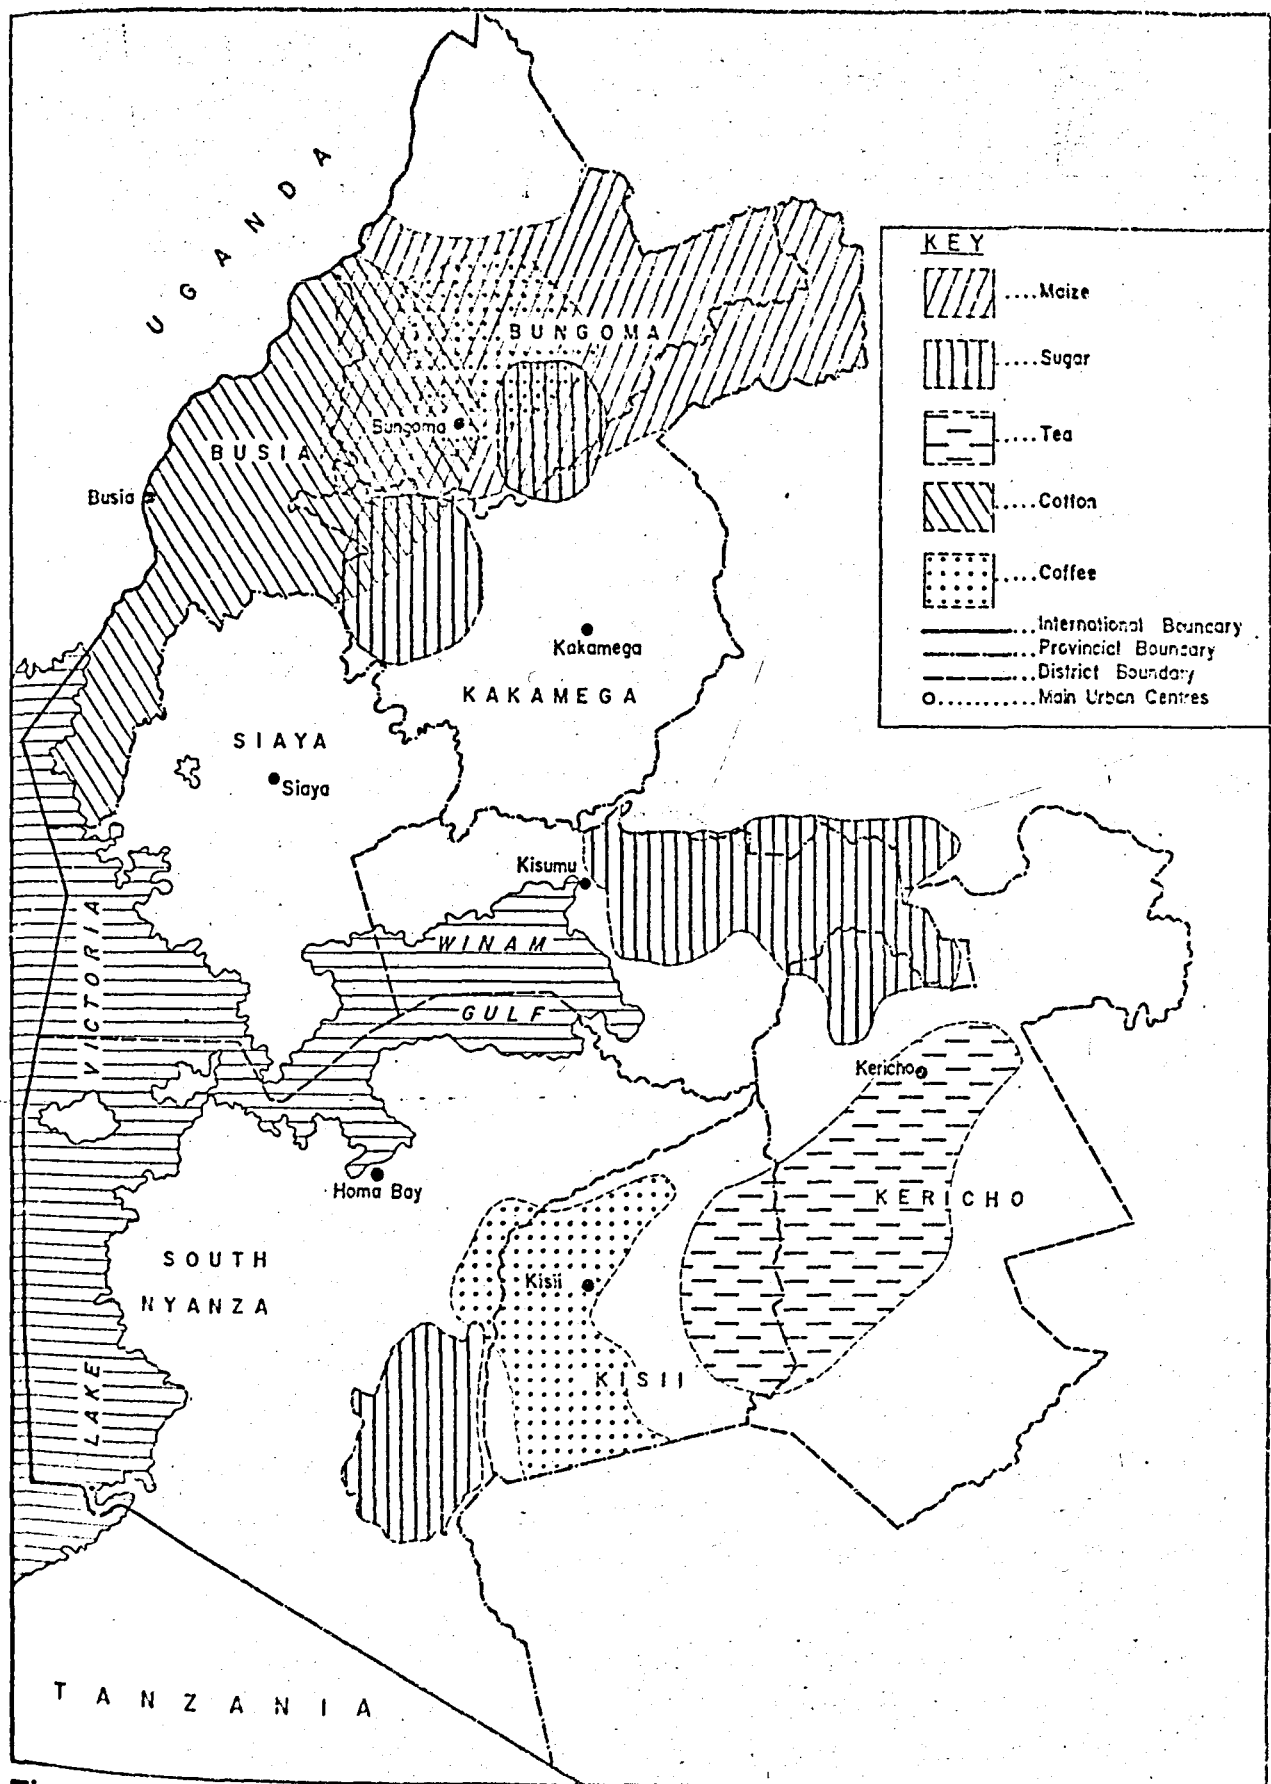 UGANDA
KEY
....Maize
....Sugar
.....Tea
.....Cotton
.....Coffee
...International Boundary
...Provincial Boundary
District Boundary
O..........Main Urban Centres
BUNGOMA
Bungoma
BUSIA
Busia
Kakamega
KAKAMEGA
SIAYA
Siaya
Kisumu
WINAM
GULF
LAKE VICTORIA
Kericho
KERICHO
Homa Bay
SOUTH
NYANZA
Kisii
KISII
TANZANIA